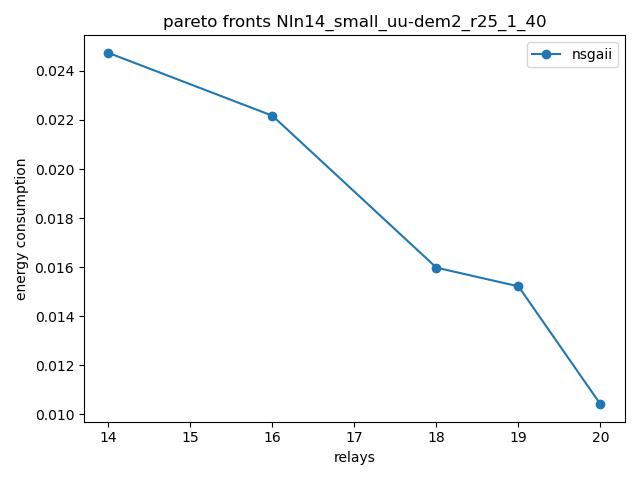 pareto fronts NIn14_small_uu-dem2_r25_1_40
nsgaii
0.024
0.022
0.020
0.018
0.016
0.014
0.012
0.010
energy consumption
14 15 16 17 18 19 20
relays